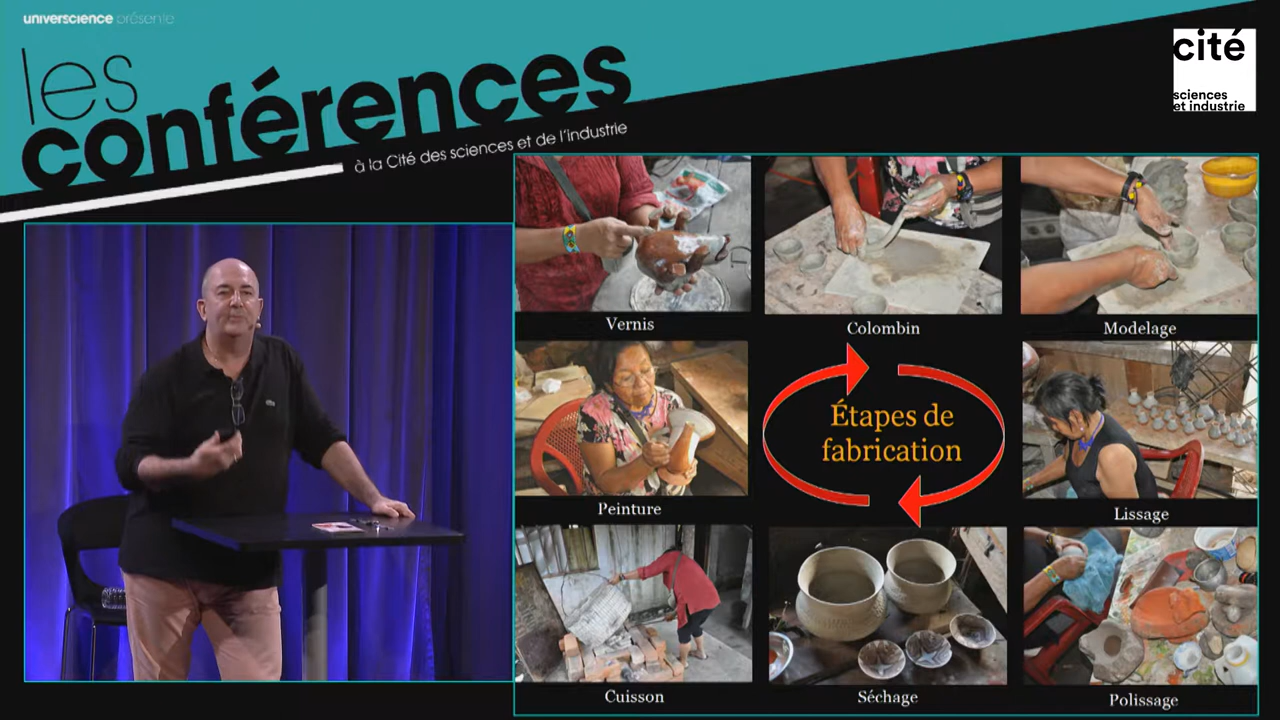 universcience présente
les
conférences
à la Cité des sciences et de l'industrie
cité
sciences
et industrie
Vernis
Colombin
Modelage
Étapes de
fabrication
Peinture
Lissage
Cuisson
Séchage
Polissage